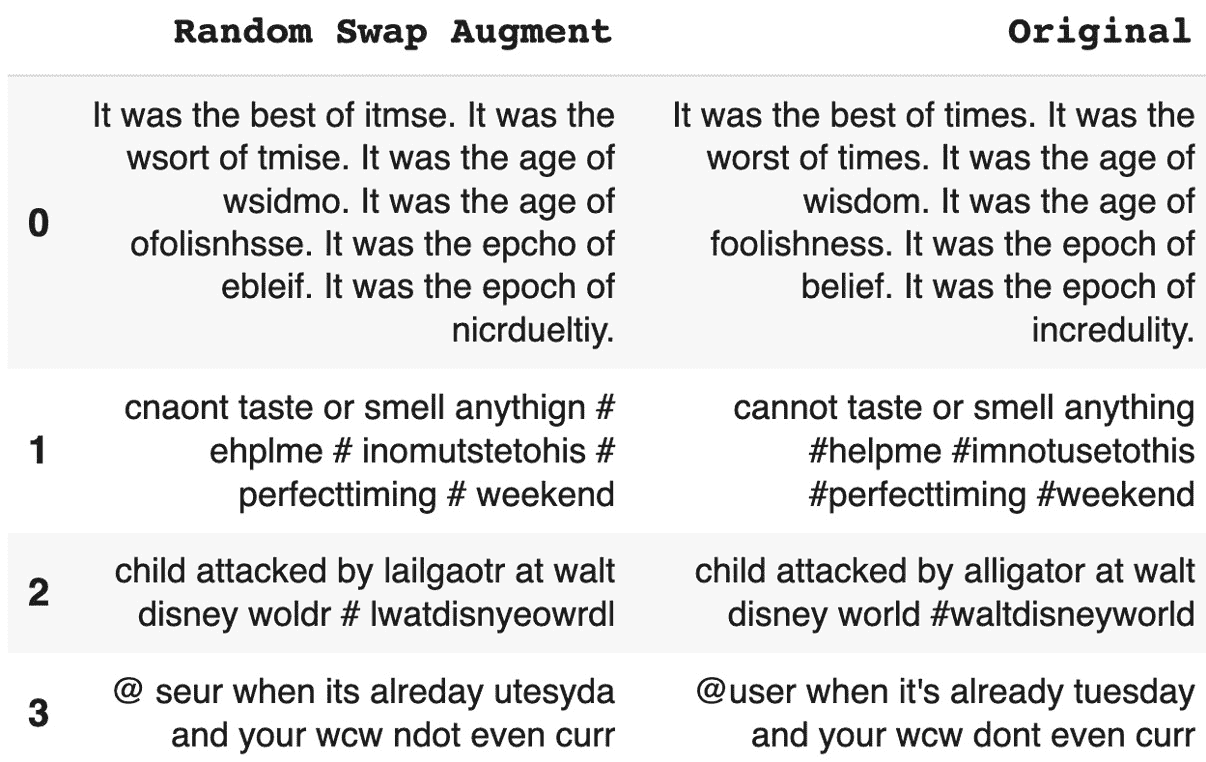 Random Swap Augment Original
0
It was the best of itmse. It was the
wsort of tmise. It was the age of
wsidmo. It was the age of
ofolisnhsse. It was the epcho of
ebleif. It was the epoch of
nicrdueltiy.
It was the best of times. It was the
worst of times. It was the age of
wisdom. It was the age of
foolishness. It was the epoch of
belief. It was the epoch of
incredulity.
1
cnaont taste or smell anythign #
ehplme # inomutstetohis #
perfecttiming # weekend
cannot taste or smell anything
#helpme #imnotusetothis
#perfecttiming #weekend
2
child attacked by lailgaotr at walt
disney woldr # lwatdisnyeowrdl
child attacked by alligator at walt
disney world #waltdisneyworld
3
@ seur when its alreday utesyda
and your wcw ndot even curr
@user when it's already tuesday
and your wcw dont even curr